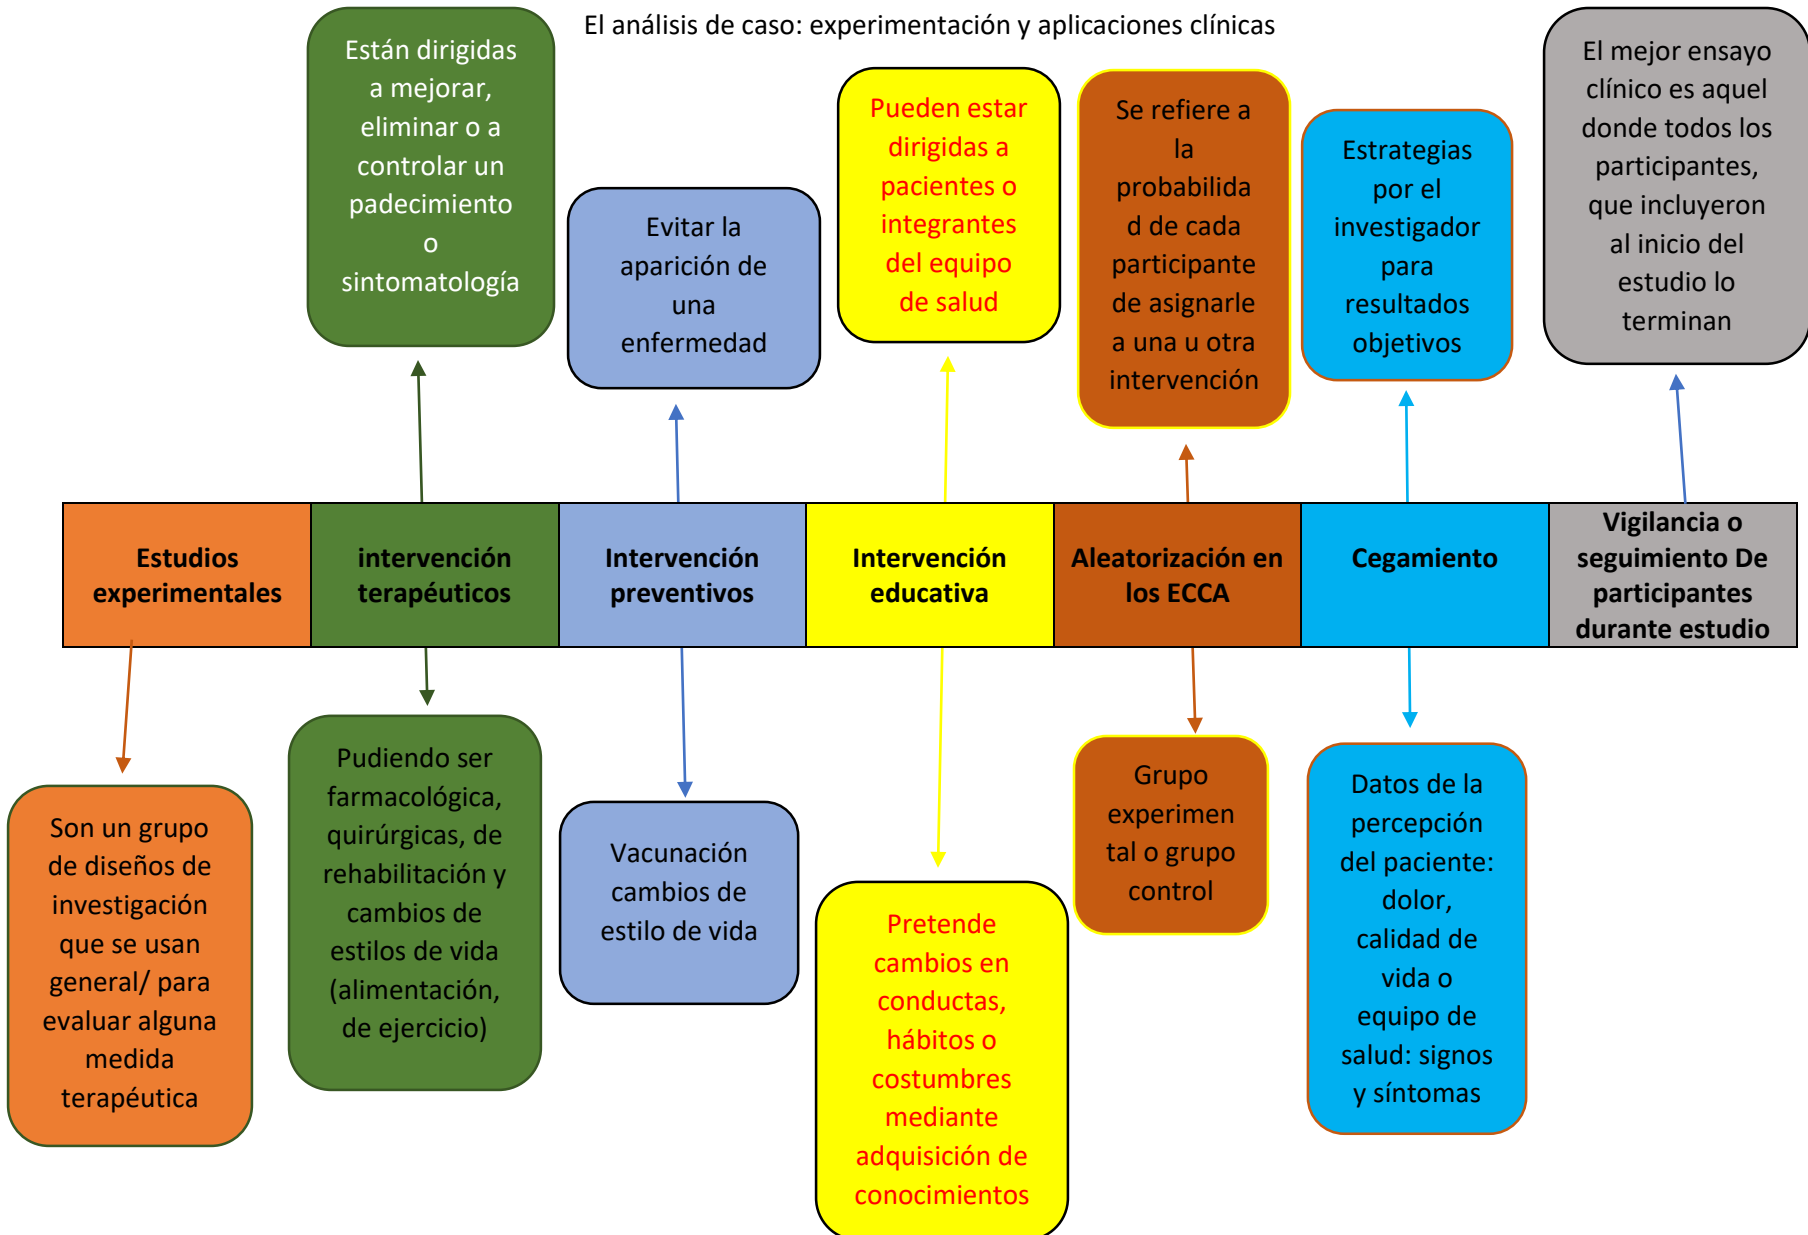 El análisis de caso: experimentación y aplicaciones clínicas
Están dirigidas
a mejorar,
eliminar o a
controlar un
padecimiento
o
sintomatología
Evitar la
aparición de
una
enfermedad
Pueden estar
dirigidas a
pacientes o
integrantes
del equipo
de salud
Se refiere a
la
probabilida
d de cada
participante
de asignarle
a una u otra
intervención
Estrategias
por el
investigador
para
resultados
objetivos
El mejor ensayo
clínico es aquel
donde todos los
participantes,
que incluyeron
al inicio del
estudio lo
terminan
Estudios
experimentales
intervención
terapéuticos
Intervención
preventivos
Intervención
educativa
Aleatorización en
los ECCA
Cegamiento
Vigilancia o
seguimiento De
participantes
durante estudio
Son un grupo
de diseños de
investigación
que se usan
general/ para
evaluar alguna
medida
terapéutica
Pudiendo ser
farmacológica,
quirúrgicas, de
rehabilitación y
cambios de
estilos de vida
(alimentación,
de ejercicio)
Vacunación
cambios de
estilo de vida
Pretende
cambios en
conductas,
hábitos o
costumbres
mediante
adquisición de
conocimientos
Grupo
experimen
tal o grupo
control
Datos de la
percepción
del paciente:
dolor,
calidad de
vida o
equipo de
salud: signos
y síntomas